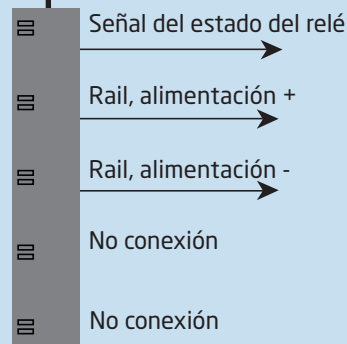 Señal del estado del relé
Rail, alimentación +
Rail, alimentación -
No conexión
No conexión